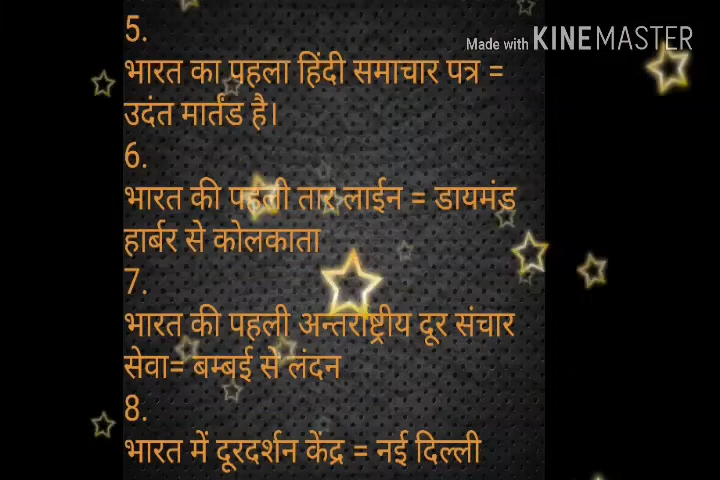 5.
Made with KINEMASTER
भारत का पहला हिंदी समाचार पत्र =
उदंत मार्तंड है।
6.
भारत की पहली तार लाईन = डायमंड
हार्बर से कोलकाता
7.
भारत की पहली अन्तर्राष्ट्रीय दूर संचार
सेवा= बम्बई से लंदन
8.
भारत में दूरदर्शन केंद्र = नई दिल्ली